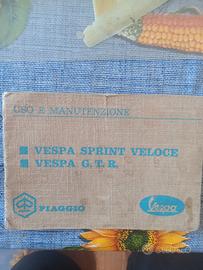 USO E MANUTENZIONE
VESPA SPRINT VELOCE
VESPA G.T.R.
PIAGGIO
Vespa